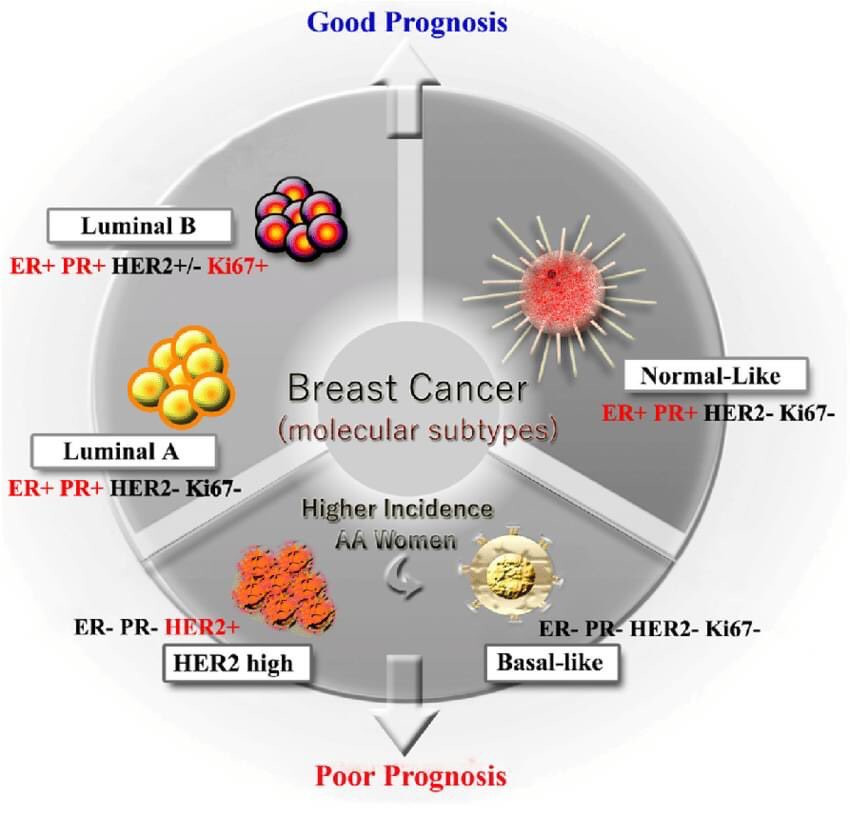 Good Prognosis
Luminal B
ER+ PR+ HER2+/- Ki67+
Normal-Like
ER+ PR+ HER2- Ki67-
Breast Cancer
(molecular subtypes)
Luminal A
ER+ PR+ HER2- Ki67-
Higher Incidence
AA Women
ER- PR- HER2+
HER2 high
ER- PR- HER2- Ki67-
Basal-like
Poor Prognosis